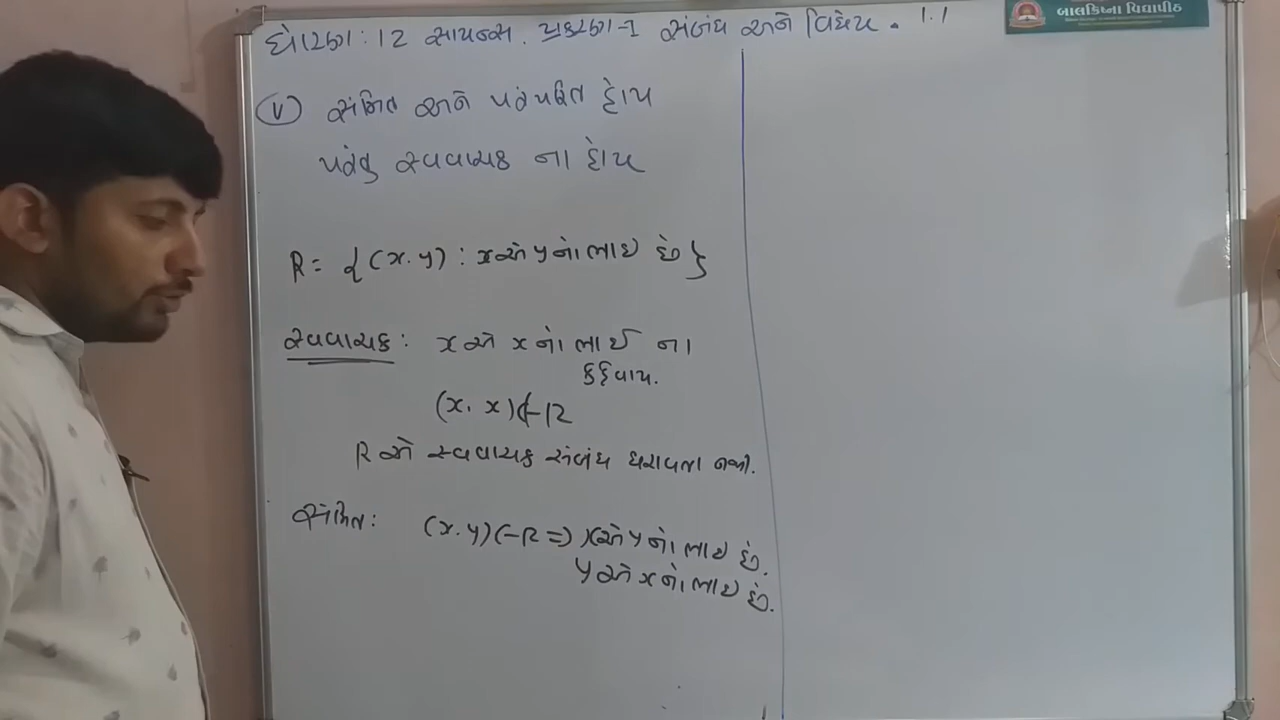 ધોરણ : 12 સાયન્સ. પ્રકરણ-1 સંબંધ અને વિધેય. 1.1
બાલક્રિષ્ના વિદ્યાપીઠ
(v) સંમિત અને પરંપરિત હોય
પરંતુ સ્વવાચક ના હોય
R = {(x, y) : x એ y નો ભાઇ છે}
સ્વવાચક : x એ x નો ભાઈ ના
કહેવાય.
(x, x) ∉ R
R એ સ્વવાચક સંબંધ ધરાવતા નથી.
સંમિત : (x, y) ∈ R ⇒ x એ y નો ભાઇ છે.
y એ x નો ભાઇ છે.